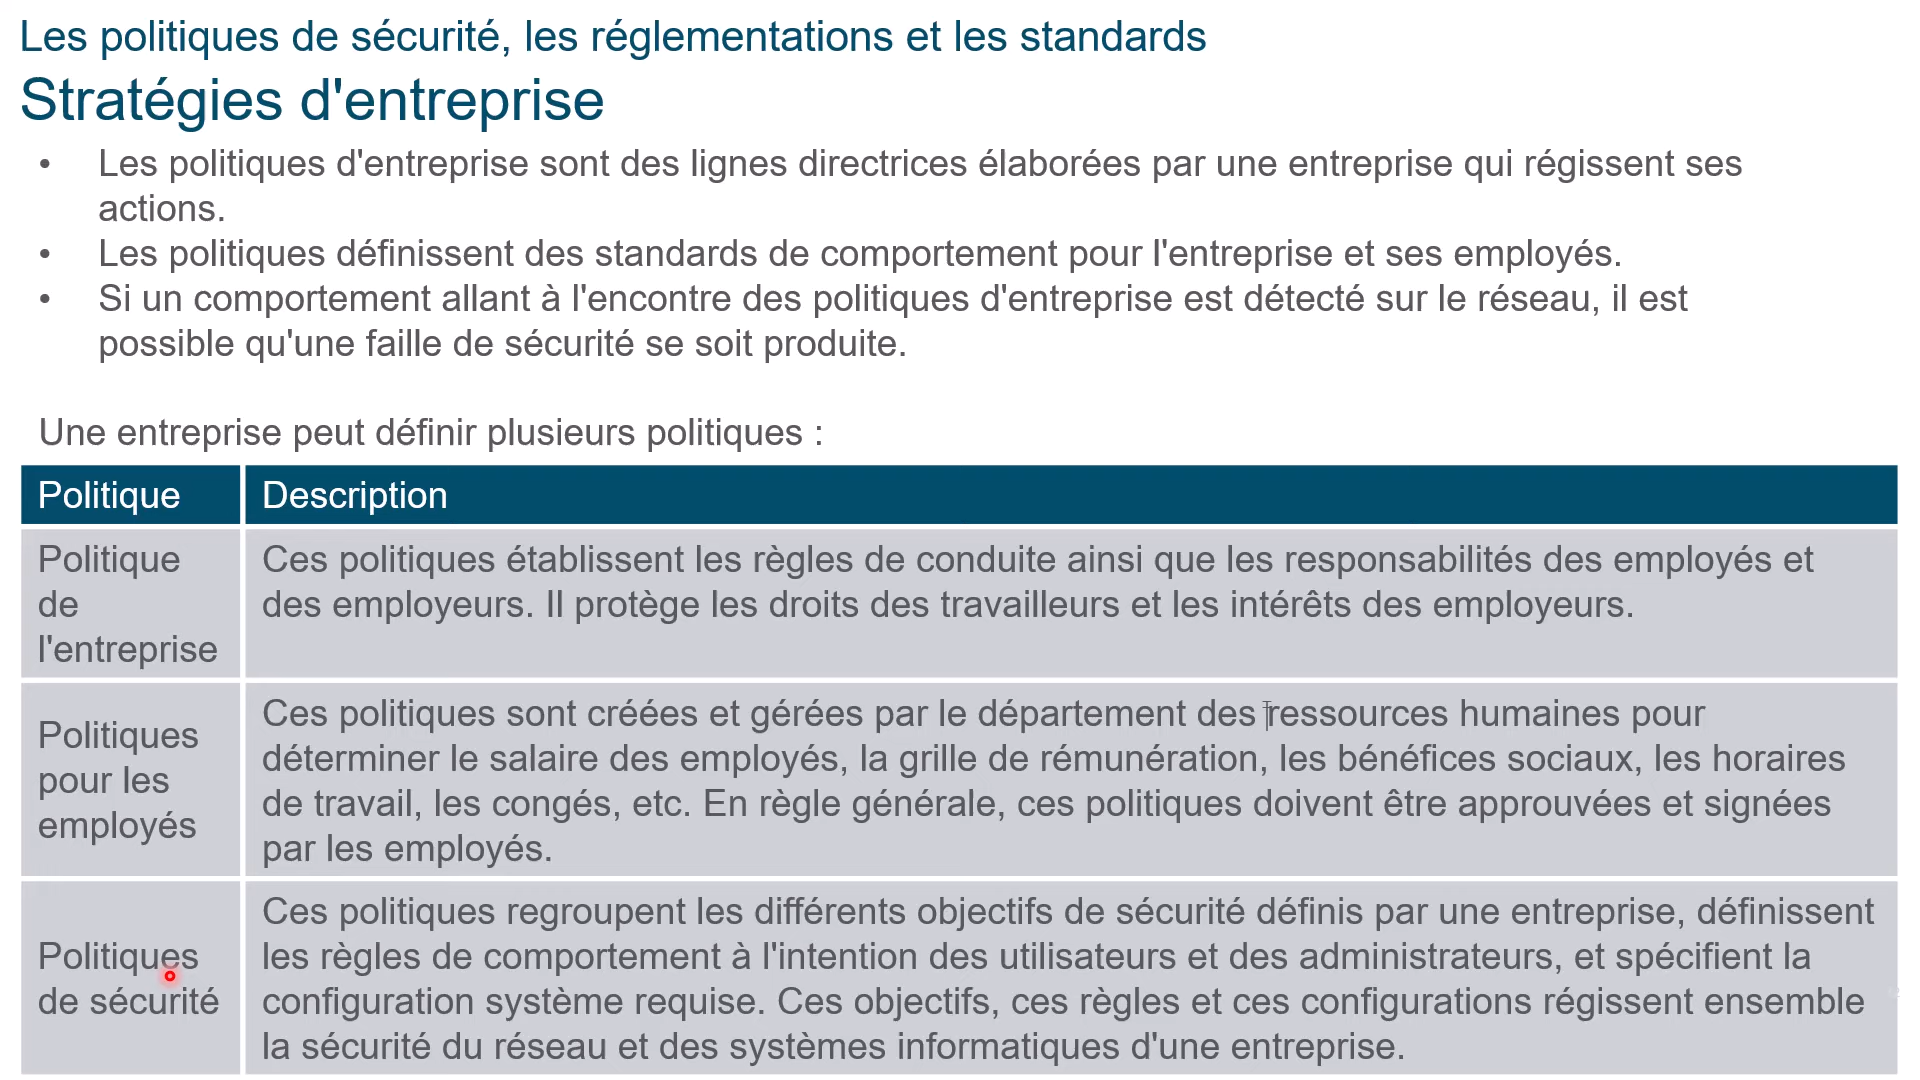 Les politiques de sécurité, les réglementations et les standards
Stratégies d'entreprise
• Les politiques d'entreprise sont des lignes directrices élaborées par une entreprise qui régissent ses
actions.
• Les politiques définissent des standards de comportement pour l'entreprise et ses employés.
• Si un comportement allant à l'encontre des politiques d'entreprise est détecté sur le réseau, il est
possible qu'une faille de sécurité se soit produite.
Une entreprise peut définir plusieurs politiques :
Politique
Description
Politique
de
l'entreprise
Ces politiques établissent les règles de conduite ainsi que les responsabilités des employés et
des employeurs. Il protège les droits des travailleurs et les intérêts des employeurs.
Politiques
pour les
employés
Ces politiques sont créées et gérées par le département des ressources humaines pour
déterminer le salaire des employés, la grille de rémunération, les bénéfices sociaux, les horaires
de travail, les congés, etc. En règle générale, ces politiques doivent être approuvées et signées
par les employés.
Politiques
de sécurité
Ces politiques regroupent les différents objectifs de sécurité définis par une entreprise, définissent
les règles de comportement à l'intention des utilisateurs et des administrateurs, et spécifient la
configuration système requise. Ces objectifs, ces règles et ces configurations régissent ensemble
la sécurité du réseau et des systèmes informatiques d'une entreprise.